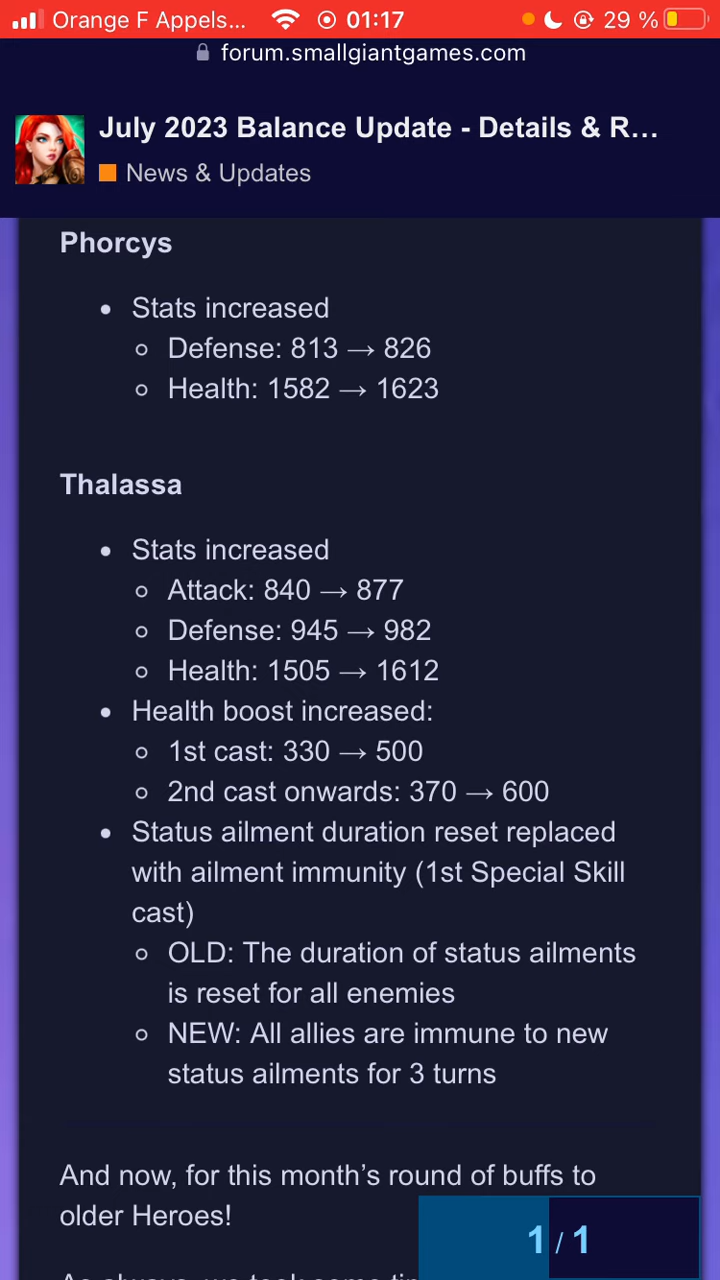 Orange F Appels... 01:17 29 %
forum.smallgiantgames.com
July 2023 Balance Update - Details & R...
News & Updates
Phorcys
• Stats increased
○ Defense: 813 → 826
○ Health: 1582 → 1623
Thalassa
• Stats increased
○ Attack: 840 → 877
○ Defense: 945 → 982
○ Health: 1505 → 1612
• Health boost increased:
○ 1st cast: 330 → 500
○ 2nd cast onwards: 370 → 600
• Status ailment duration reset replaced
with ailment immunity (1st Special Skill
cast)
○ OLD: The duration of status ailments
is reset for all enemies
○ NEW: All allies are immune to new
status ailments for 3 turns
And now, for this month’s round of buffs to
older Heroes!
1 / 1
As always, we took some